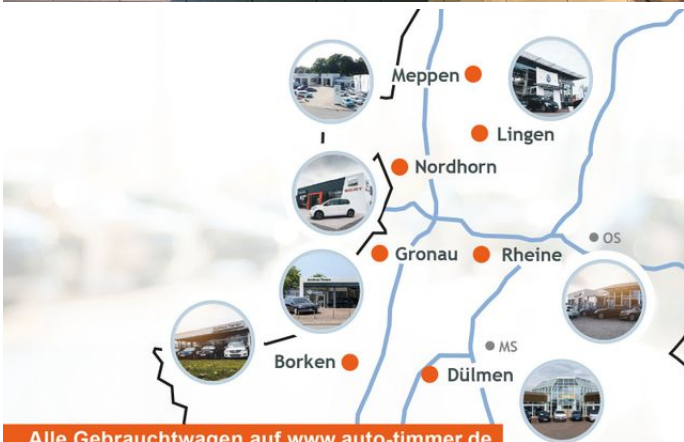 Meppen
Lingen
Nordhorn
OS
Gronau
Rheine
MS
Borken
Dülmen
Alle Gebrauchtwagen auf www.auto-timmer.de